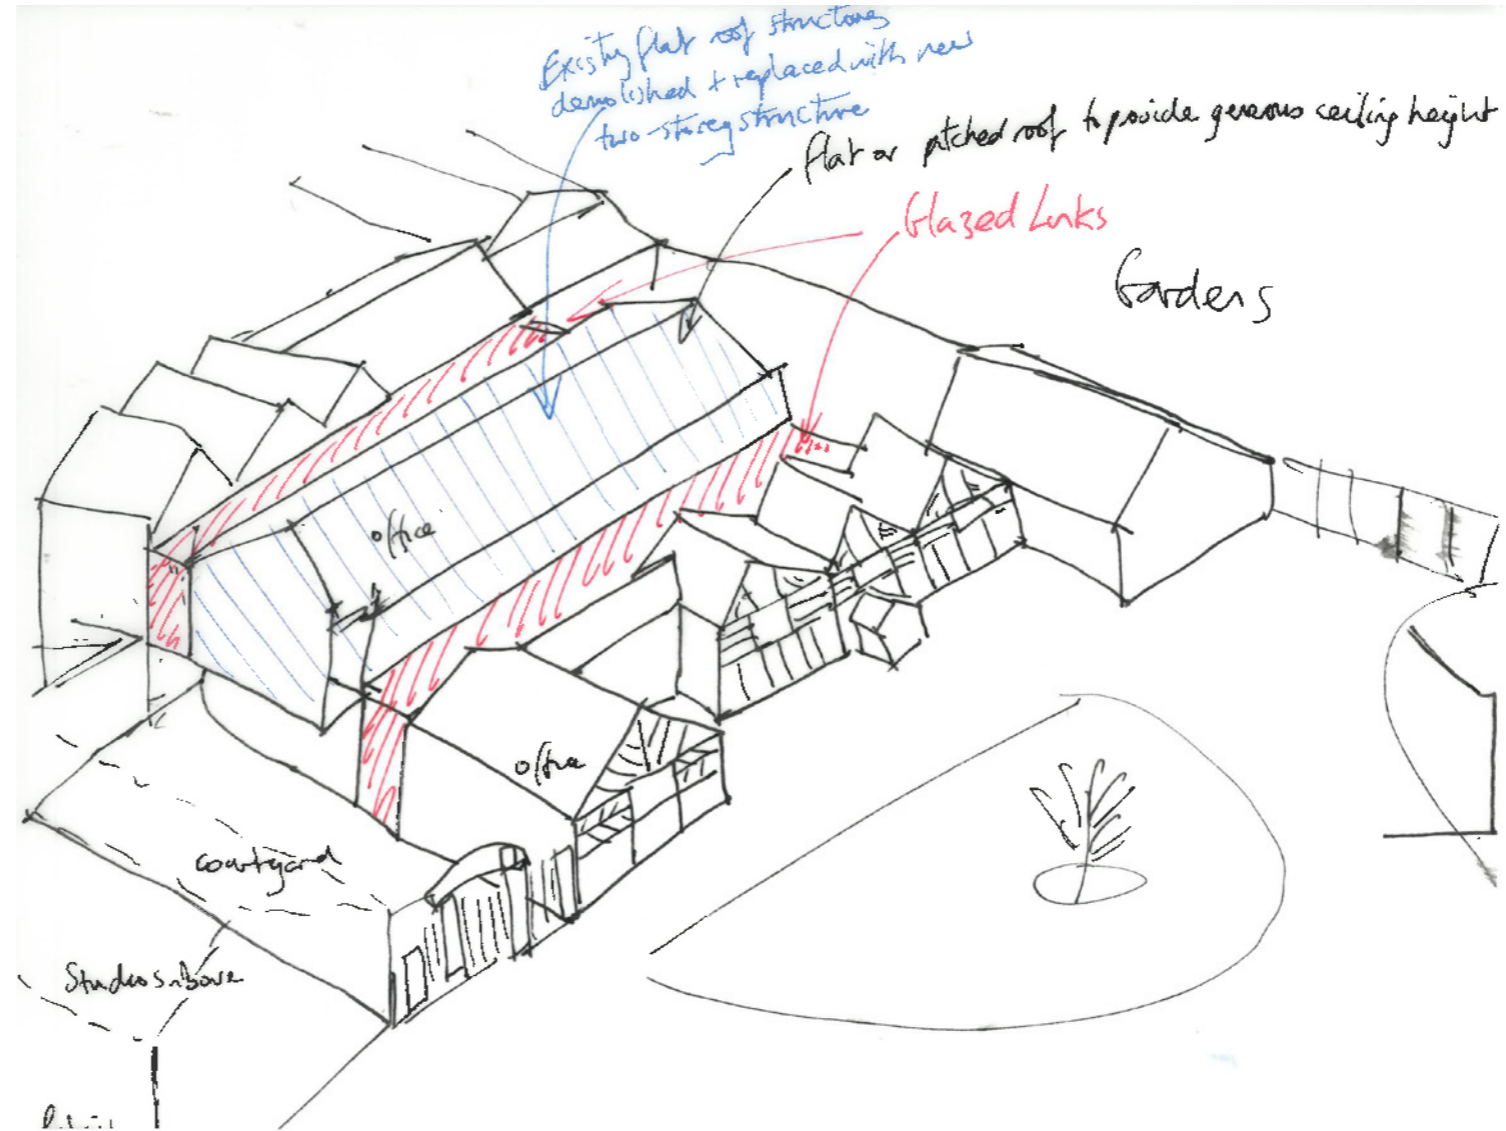 Existing flat roof structures
demolished + replaced with new
two-storey structure
flat or pitched roof to provide generous ceiling height
Glazed Links
Gardens
office
office
courtyard
Studios above